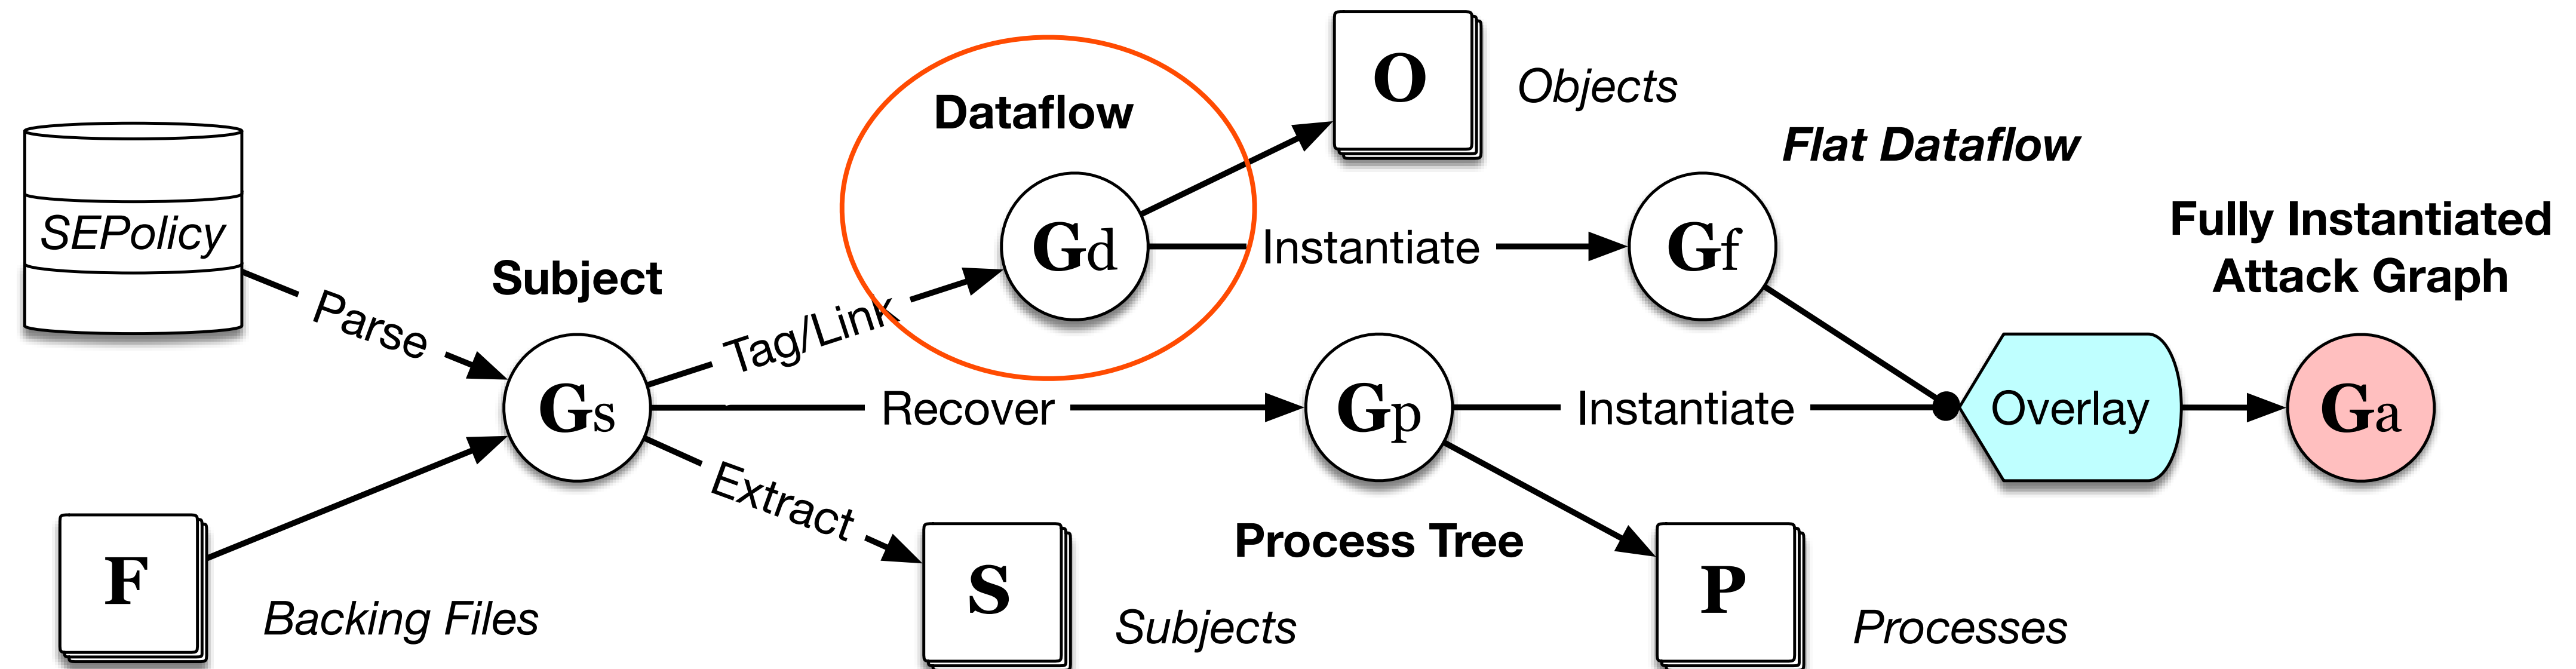 O
Objects
Dataflow
Flat Dataflow
SEPolicy
Gd
Instantiate
Gf
Fully Instantiated
Attack Graph
Subject
Parse
Tag/Link
Gs
Recover
Gp
Instantiate
Overlay
Ga
Extract
Process Tree
F
Backing Files
S
Subjects
P
Processes